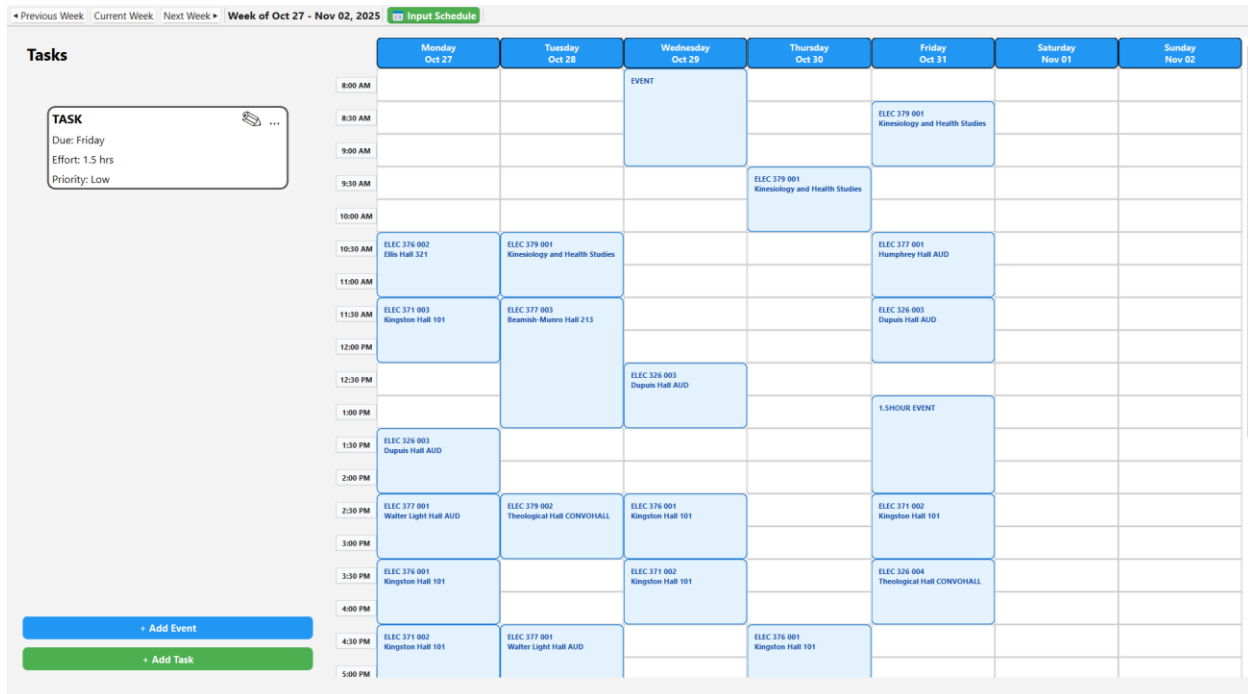 ◂ Previous Week Current Week Next Week ▸ Week of Oct 27 - Nov 02, 2025 Input Schedule
Tasks
Monday
Oct 27
Tuesday
Oct 28
Wednesday
Oct 29
Thursday
Oct 30
Friday
Oct 31
Saturday
Nov 01
Sunday
Nov 02
TASK ...
Due: Friday
Effort: 1.5 hrs
Priority: Low
+ Add Event
+ Add Task
8:00 AM
8:30 AM
9:00 AM
9:30 AM
10:00 AM
10:30 AM
11:00 AM
11:30 AM
12:00 PM
12:30 PM
1:00 PM
1:30 PM
2:00 PM
2:30 PM
3:00 PM
3:30 PM
4:00 PM
4:30 PM
5:00 PM
ELEC 376 002
Ellis Hall 321
ELEC 371 003
Kingston Hall 101
ELEC 326 003
Dupuis Hall AUD
ELEC 377 001
Walter Light Hall AUD
ELEC 376 001
Kingston Hall 101
ELEC 371 002
Kingston Hall 101
ELEC 379 001
Kinesiology and Health Studies
ELEC 377 003
Beamish-Munro Hall 213
ELEC 379 002
Theological Hall CONVOHALL
ELEC 377 001
Walter Light Hall AUD
EVENT
ELEC 326 003
Dupuis Hall AUD
ELEC 376 001
Kingston Hall 101
ELEC 371 002
Kingston Hall 101
ELEC 379 001
Kinesiology and Health Studies
ELEC 376 001
Kingston Hall 101
ELEC 379 001
Kinesiology and Health Studies
ELEC 377 001
Humphrey Hall AUD
ELEC 326 003
Dupuis Hall AUD
1.5HOUR EVENT
ELEC 371 002
Kingston Hall 101
ELEC 326 004
Theological Hall CONVOHALL